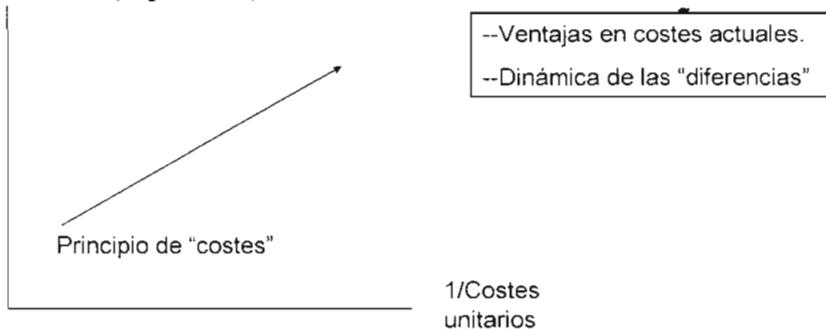 --Ventajas en costes actuales.
--Dinámica de las “diferencias”
Principio de “costes”
1/Costes
unitarios